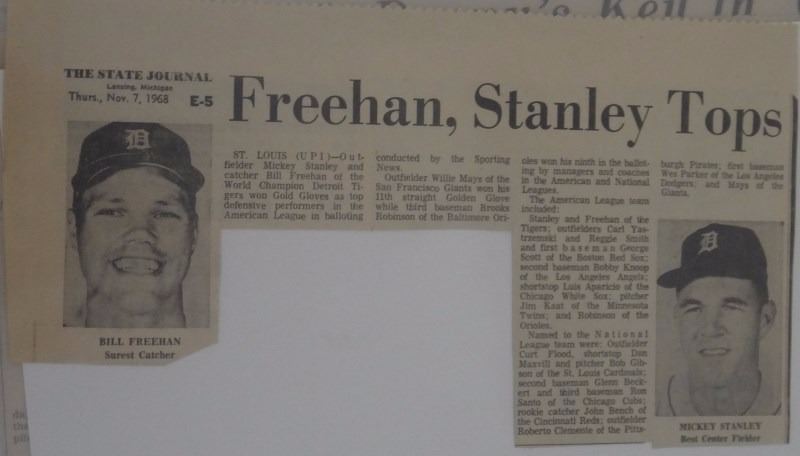 y's Key in
THE STATE JOURNAL
Lansing, Michigan
Thurs., Nov. 7, 1968 E-5
Freehan, Stanley Tops
BILL FREEHAN
Surest Catcher
ST. LOUIS (UPI)—Out-
fielder Mickey Stanley and
catcher Bill Freehan of the
World Champion Detroit Ti-
gers won Gold Gloves as top
defensive performers in the
American League in balloting
conducted by the Sporting
News.
Outfielder Willie Mays of the
San Francisco Giants won his
11th straight Golden Glove
while third baseman Brooks
Robinson of the Baltimore Ori-
oles won his ninth in the ballot-
ing by managers and coaches
in the American and National
Leagues.
The American League team
included:
Stanley and Freehan of the
Tigers; outfielders Carl Yas-
trzemski and Reggie Smith
and first baseman George
Scott of the Boston Red Sox;
second baseman Bobby Knoop
of the Los Angeles Angels;
shortstop Luis Aparicio of the
Chicago White Sox; pitcher
Jim Kaat of the Minnesota
Twins; and Robinson of the
Orioles.
Named to the National
League team were: Outfielder
Curt Flood, shortstop Dan
Maxvill and pitcher Bob Gib-
son of the St. Louis Cardinals;
second baseman Glenn Beck-
ert and third baseman Ron
Santo of the Chicago Cubs;
rookie catcher John Bench of
the Cincinnati Reds; outfielder
Roberto Clemente of the Pitts-
burgh Pirates; first baseman
Wes Parker of the Los Angeles
Dodgers; and Mays of the
Giants.
MICKEY STANLEY
Best Center Fielder